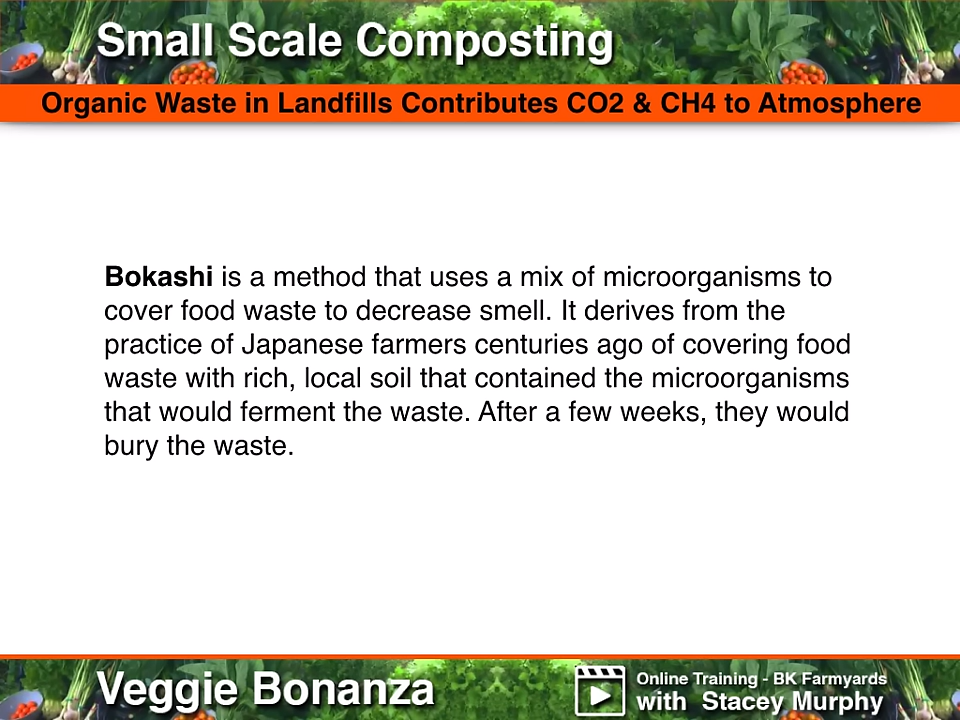 Small Scale Composting
Organic Waste in Landfills Contributes CO2 & CH4 to Atmosphere
Bokashi is a method that uses a mix of microorganisms to
cover food waste to decrease smell. It derives from the
practice of Japanese farmers centuries ago of covering food
waste with rich, local soil that contained the microorganisms
that would ferment the waste. After a few weeks, they would
bury the waste.
Veggie Bonanza
Online Training - BK Farmyards
with Stacey Murphy